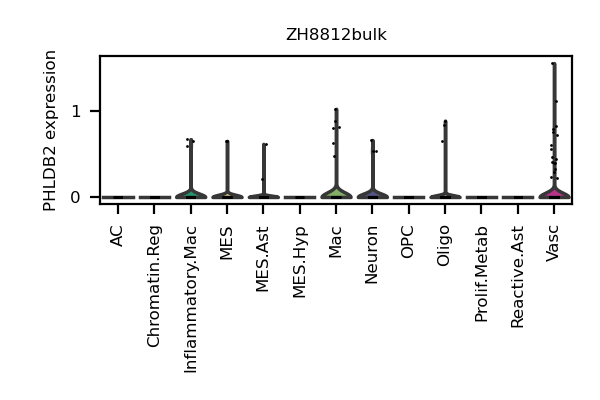 ZH8812bulk
PHLDB2 expression
1
0
AC
Chromatin.Reg
Inflammatory.Mac
MES
MES.Ast
MES.Hyp
Mac
Neuron
OPC
Oligo
Prolif.Metab
Reactive.Ast
Vasc